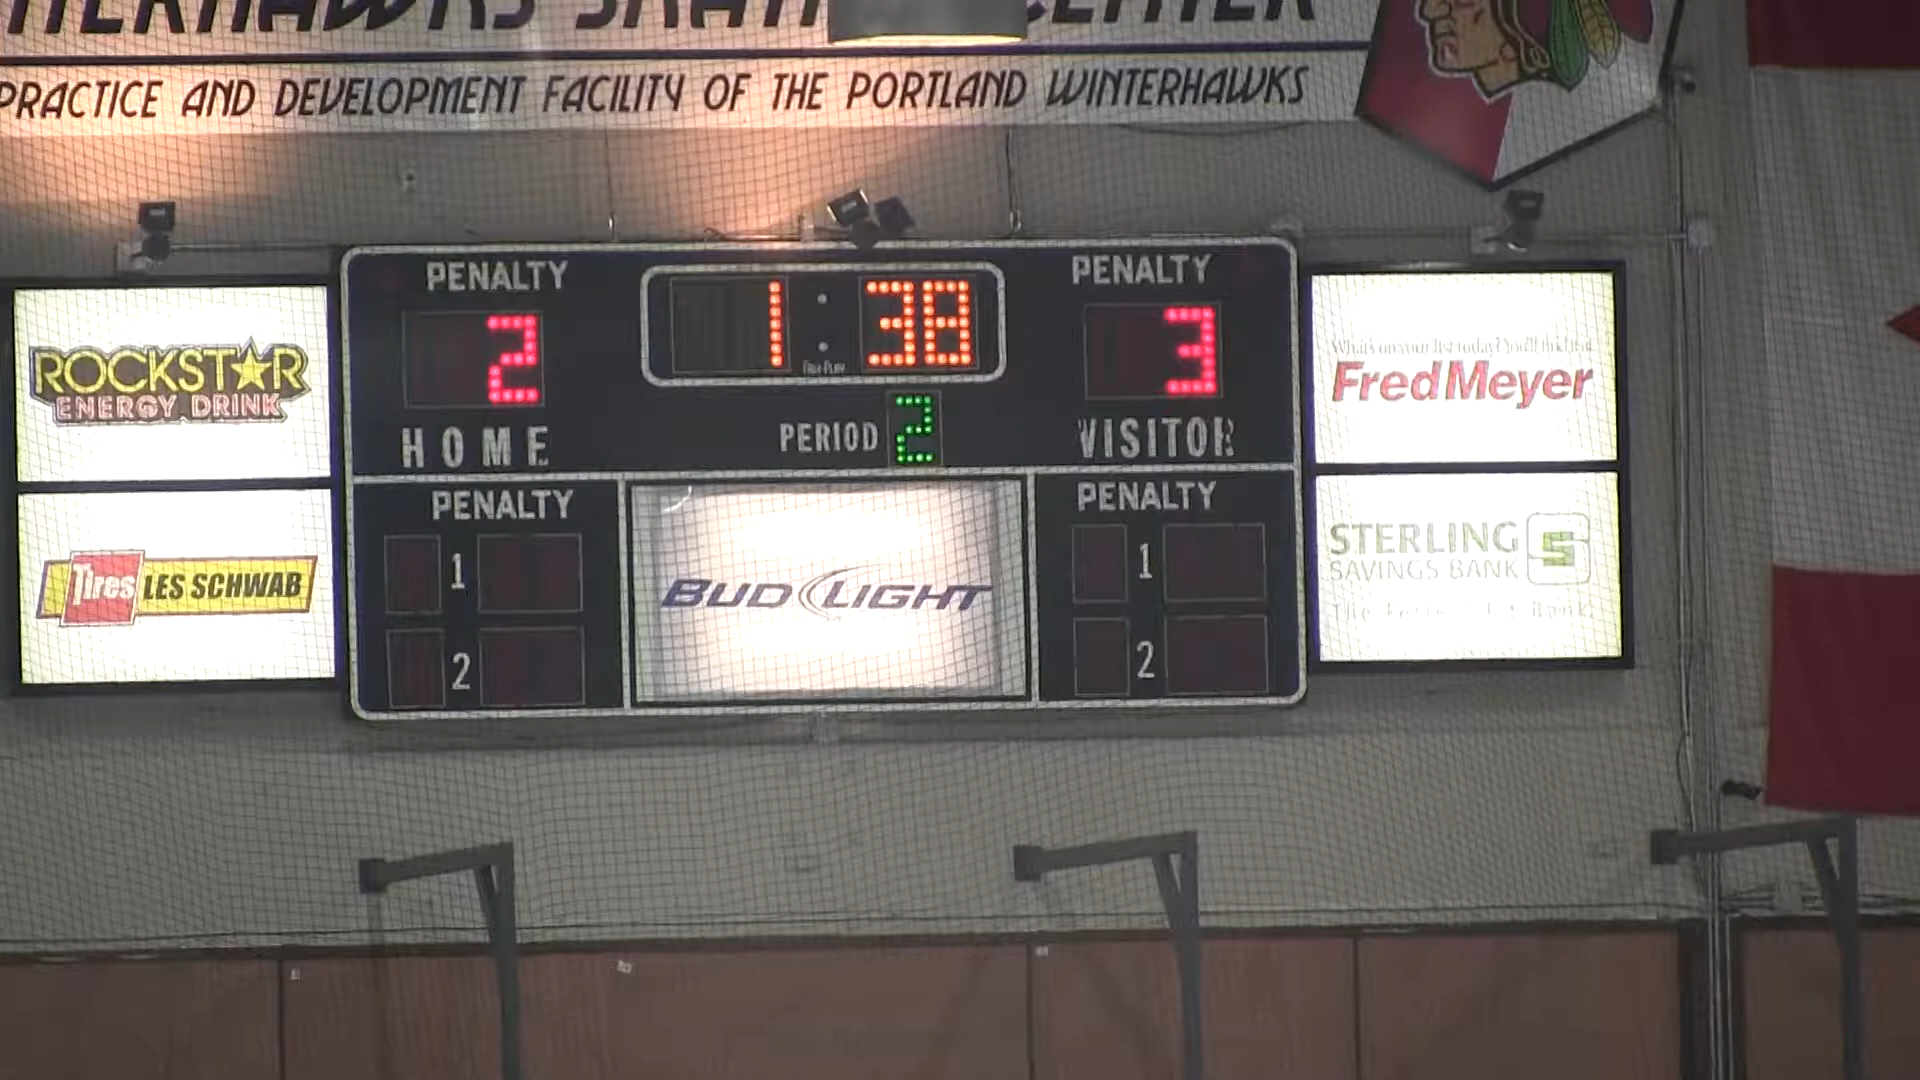 PRACTICE AND DEVELOPMENT FACILITY OF THE PORTLAND WINTERHAWKS
PENALTY
1:38
PENALTY
2
3
HOME
PERIOD 2
VISITOR
ROCKSTAR
ENERGY DRINK
FredMeyer
PENALTY
PENALTY
1
1
2
2
BUD LIGHT
Tires LES SCHWAB
STERLING
SAVINGS BANK